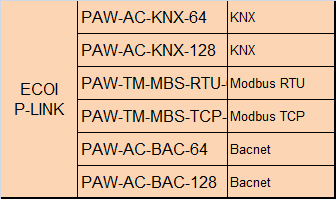 PAW-AC-KNX-64 KNX
PAW-AC-KNX-128 KNX
ECOI
P-LINK
PAW-TM-MBS-RTU- Modbus RTU
PAW-TM-MBS-TCP- Modbus TCP
PAW-AC-BAC-64 Bacnet
PAW-AC-BAC-128 Bacnet